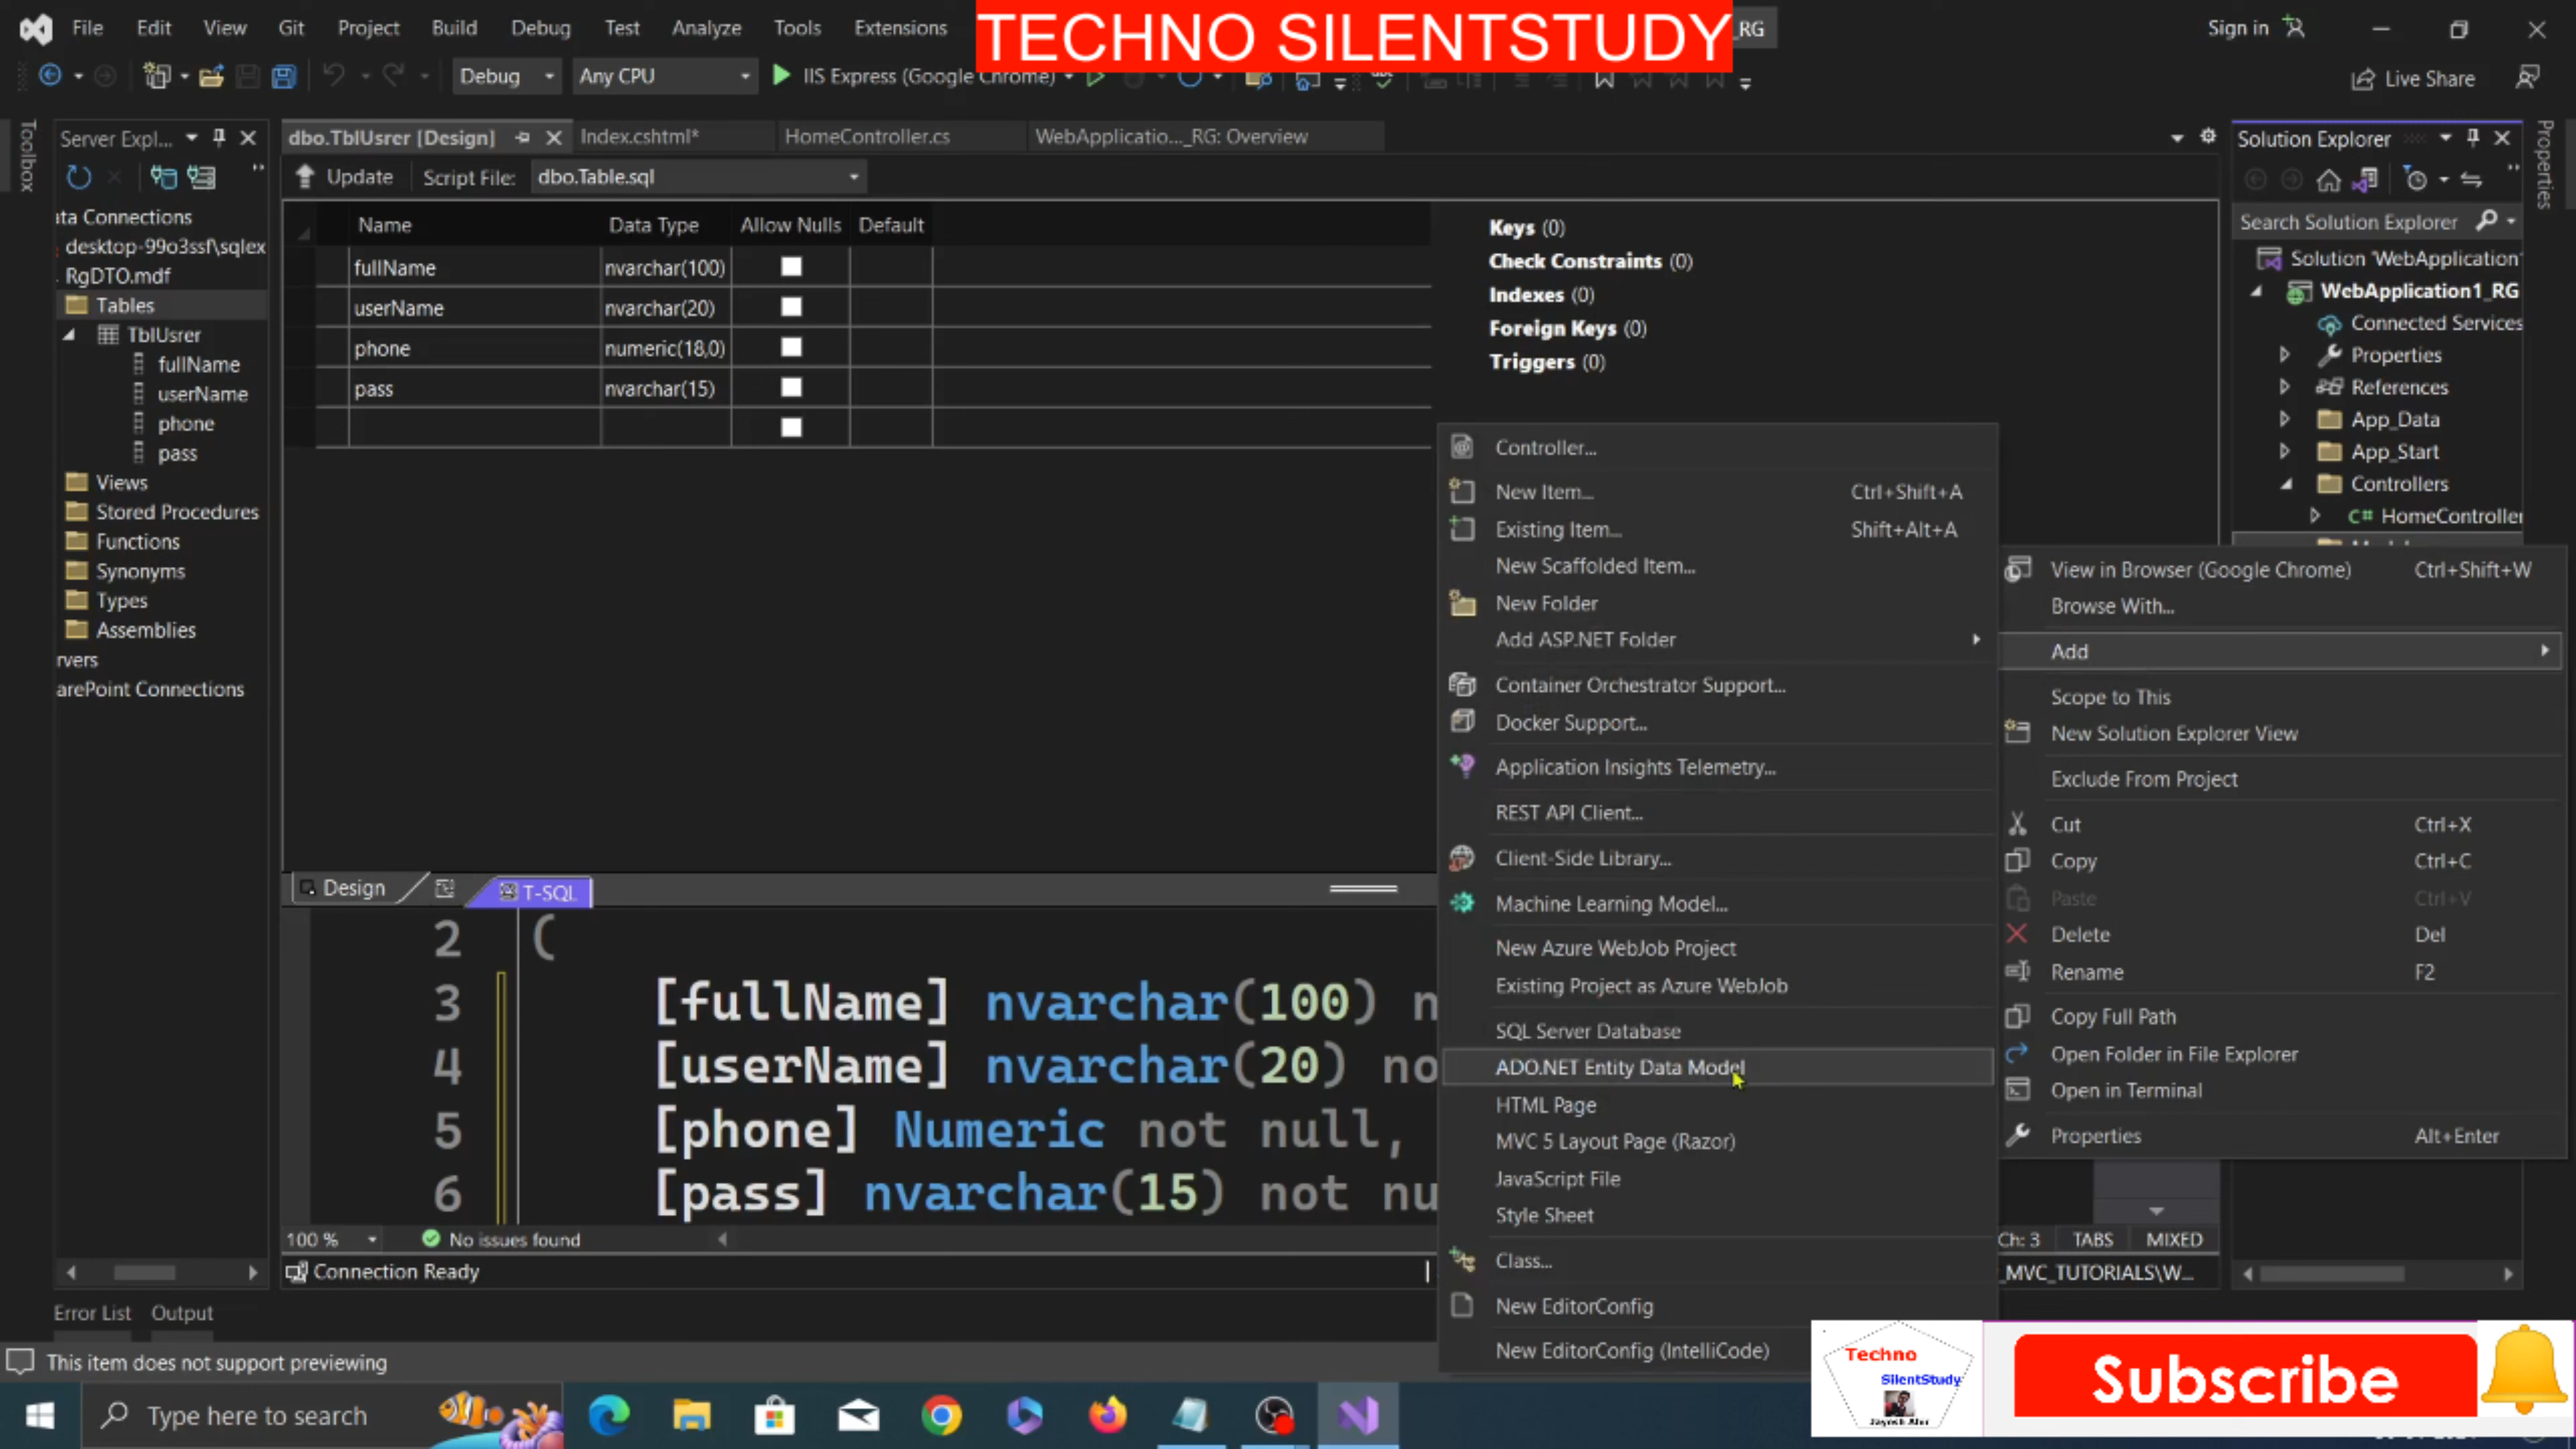 File Edit View Git Project Build Debug Test Analyze Tools Extensions
TECHNO SILENTSTUDY
_RG
Sign in
Debug
Any CPU
IIS Express (Google Chrome)
Live Share
Toolbox
Server Expl...
dbo.TblUsrer [Design]
Index.cshtml*
HomeController.cs
WebApplicatio..._RG: Overview
Solution Explorer
Properties
Update
Script File:
dbo.Table.sql
ata Connections
desktop-99o3ssf\sqlex
RgDTO.mdf
Tables
TblUsrer
fullName
userName
phone
pass
Views
Stored Procedures
Functions
Synonyms
Types
Assemblies
rvers
arePoint Connections
Name Data Type Allow Nulls Default
fullName nvarchar(100)
userName nvarchar(20)
phone numeric(18,0)
pass nvarchar(15)
Keys (0)
Check Constraints (0)
Indexes (0)
Foreign Keys (0)
Triggers (0)
Search Solution Explorer
Solution 'WebApplication'
WebApplication1_RG
Connected Services
Properties
References
App_Data
App_Start
Controllers
C# HomeController
Controller...
New Item... Ctrl+Shift+A
Existing Item... Shift+Alt+A
New Scaffolded Item...
New Folder
Add ASP.NET Folder
Container Orchestrator Support...
Docker Support...
Application Insights Telemetry...
REST API Client...
Client-Side Library...
Machine Learning Model...
New Azure WebJob Project
Existing Project as Azure WebJob
SQL Server Database
ADO.NET Entity Data Model
HTML Page
MVC 5 Layout Page (Razor)
JavaScript File
Style Sheet
Class...
New EditorConfig
New EditorConfig (IntelliCode)
View in Browser (Google Chrome) Ctrl+Shift+W
Browse With...
Add
Scope to This
New Solution Explorer View
Exclude From Project
Cut Ctrl+X
Copy Ctrl+C
Paste Ctrl+V
Delete Del
Rename F2
Copy Full Path
Open Folder in File Explorer
Open in Terminal
Properties Alt+Enter
Design
T-SQL
2 (
3 [fullName] nvarchar(100) n
4 [userName] nvarchar(20) no
5 [phone] Numeric not null,
6 [pass] nvarchar(15) not nu
100 %
No issues found
Ch: 3 TABS MIXED
Connection Ready
_MVC_TUTORIALS\W...
Error List Output
This item does not support previewing
Type here to search
Techno
SilentStudy
Subscribe